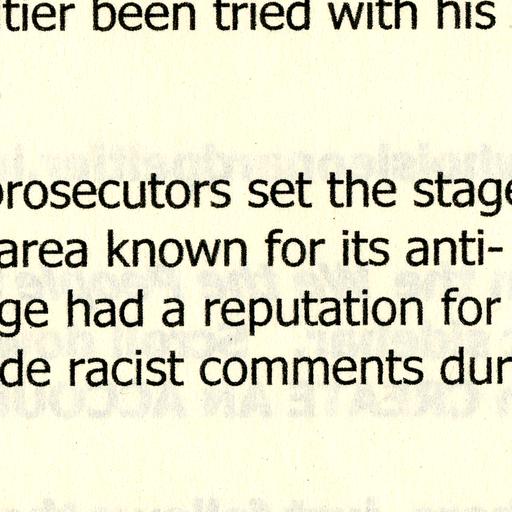 tier been tried with his
prosecutors set the stage
area known for its anti-
ge had a reputation for
de racist comments dur